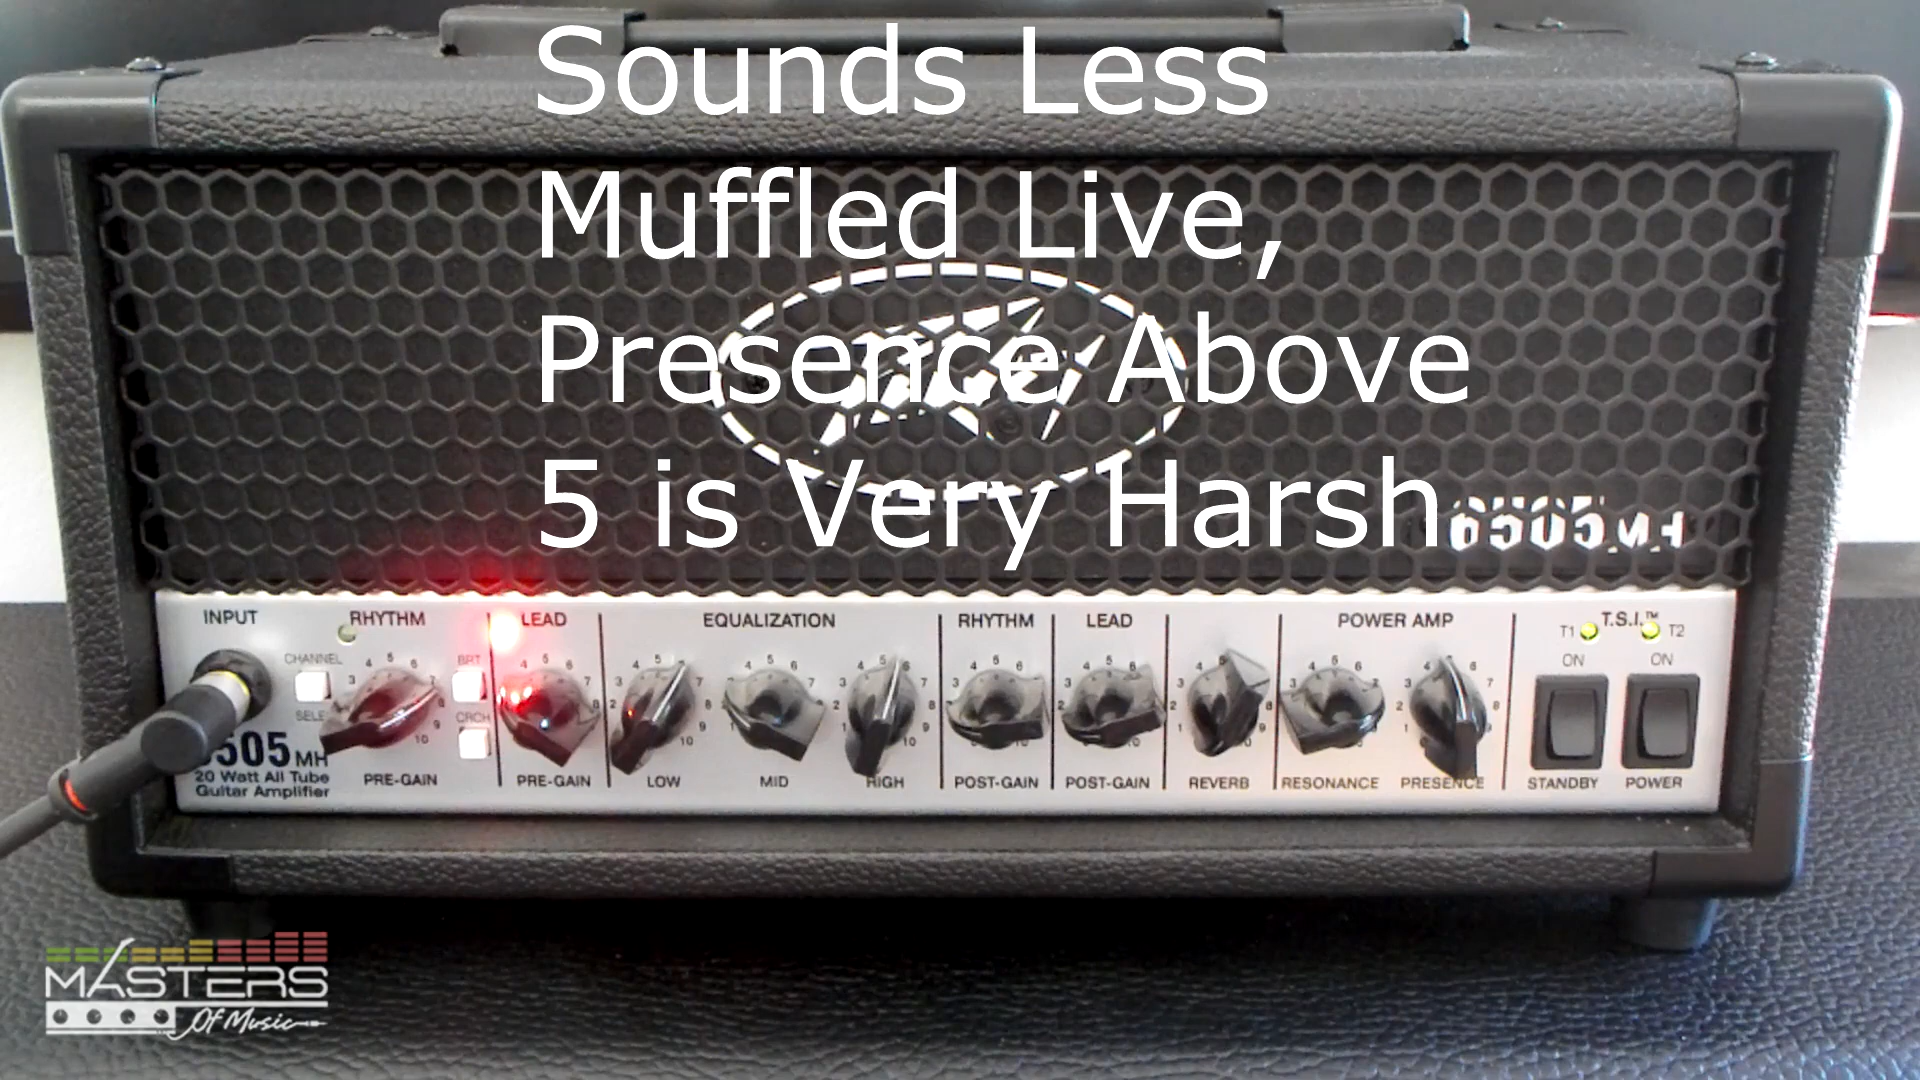 Sounds Less
Muffled Live,
Presence Above
5 is Very Harsh
INPUT
RHYTHM
LEAD
EQUALIZATION
RHYTHM
LEAD
POWER AMP
T.S.I.™
T1
T2
CHANNEL
BRT
ON
ON
CRCH
MH
20 Watt All Tube
Guitar Amplifier
PRE-GAIN
PRE-GAIN
LOW
MID
HIGH
POST-GAIN
POST-GAIN
REVERB
RESONANCE
PRESENCE
STANDBY
POWER
MASTERS
Of Music